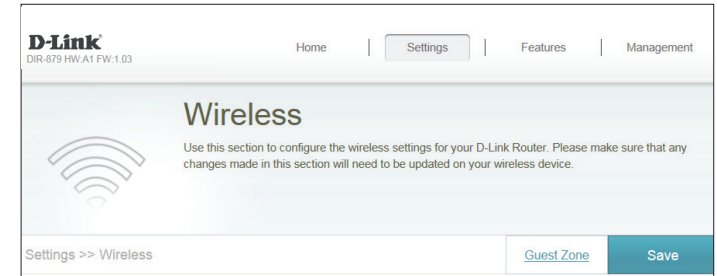 D-Link
DIR-879 HW:A1 FW:1.03
Home | Settings | Features | Management
Wireless
Use this section to configure the wireless settings for your D-Link Router. Please make sure that any
changes made in this section will need to be updated on your wireless device.
Settings >> Wireless
Guest Zone
Save